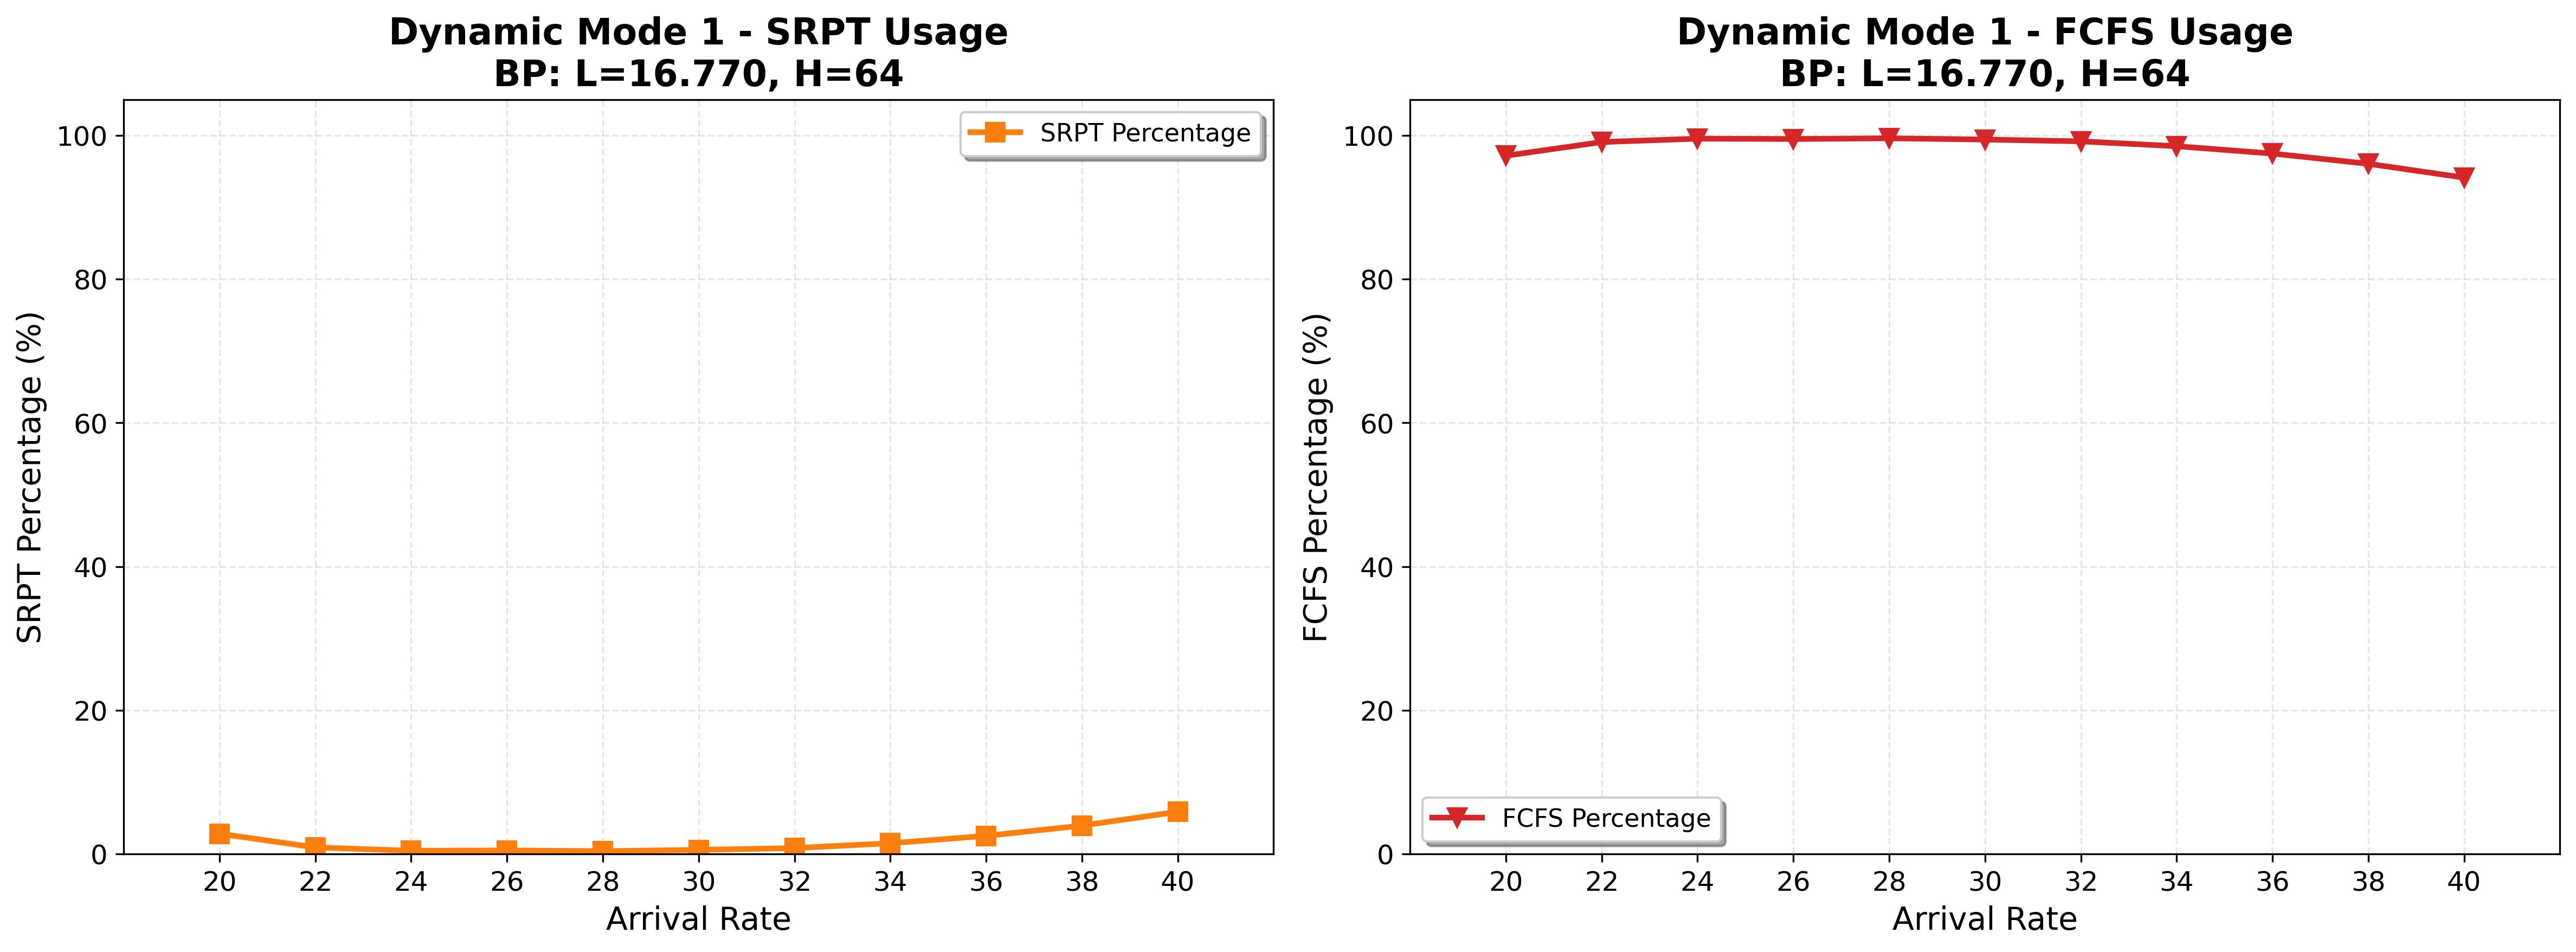 Dynamic Mode 1 - SRPT Usage
BP: L=16.770, H=64
SRPT Percentage (%)
100
80
60
40
20
0
SRPT Percentage
20 22 24 26 28 30 32 34 36 38 40
Arrival Rate
Dynamic Mode 1 - FCFS Usage
BP: L=16.770, H=64
FCFS Percentage (%)
100
80
60
40
20
0
FCFS Percentage
20 22 24 26 28 30 32 34 36 38 40
Arrival Rate